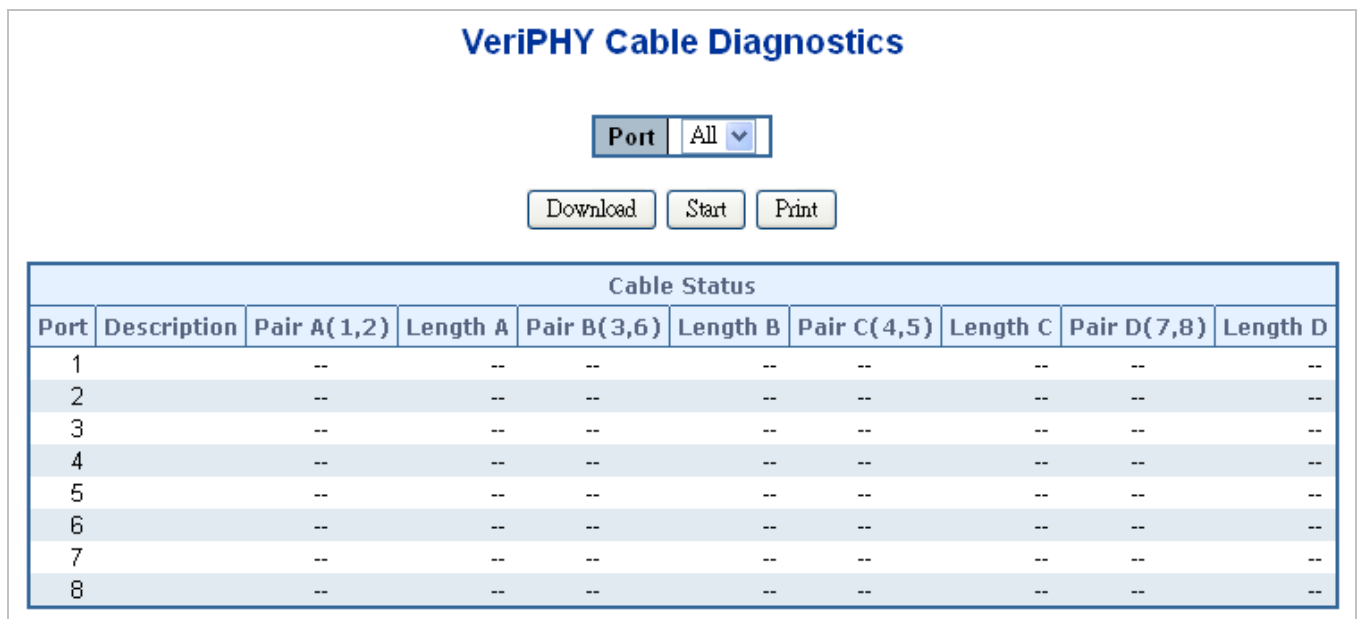 VeriPHY Cable Diagnostics
Port All
Download Start Print
Cable Status
Port Description Pair A(1,2) Length A Pair B(3,6) Length B Pair C(4,5) Length C Pair D(7,8) Length D
1 -- -- -- -- -- -- -- --
2 -- -- -- -- -- -- -- --
3 -- -- -- -- -- -- -- --
4 -- -- -- -- -- -- -- --
5 -- -- -- -- -- -- -- --
6 -- -- -- -- -- -- -- --
7 -- -- -- -- -- -- -- --
8 -- -- -- -- -- -- -- --